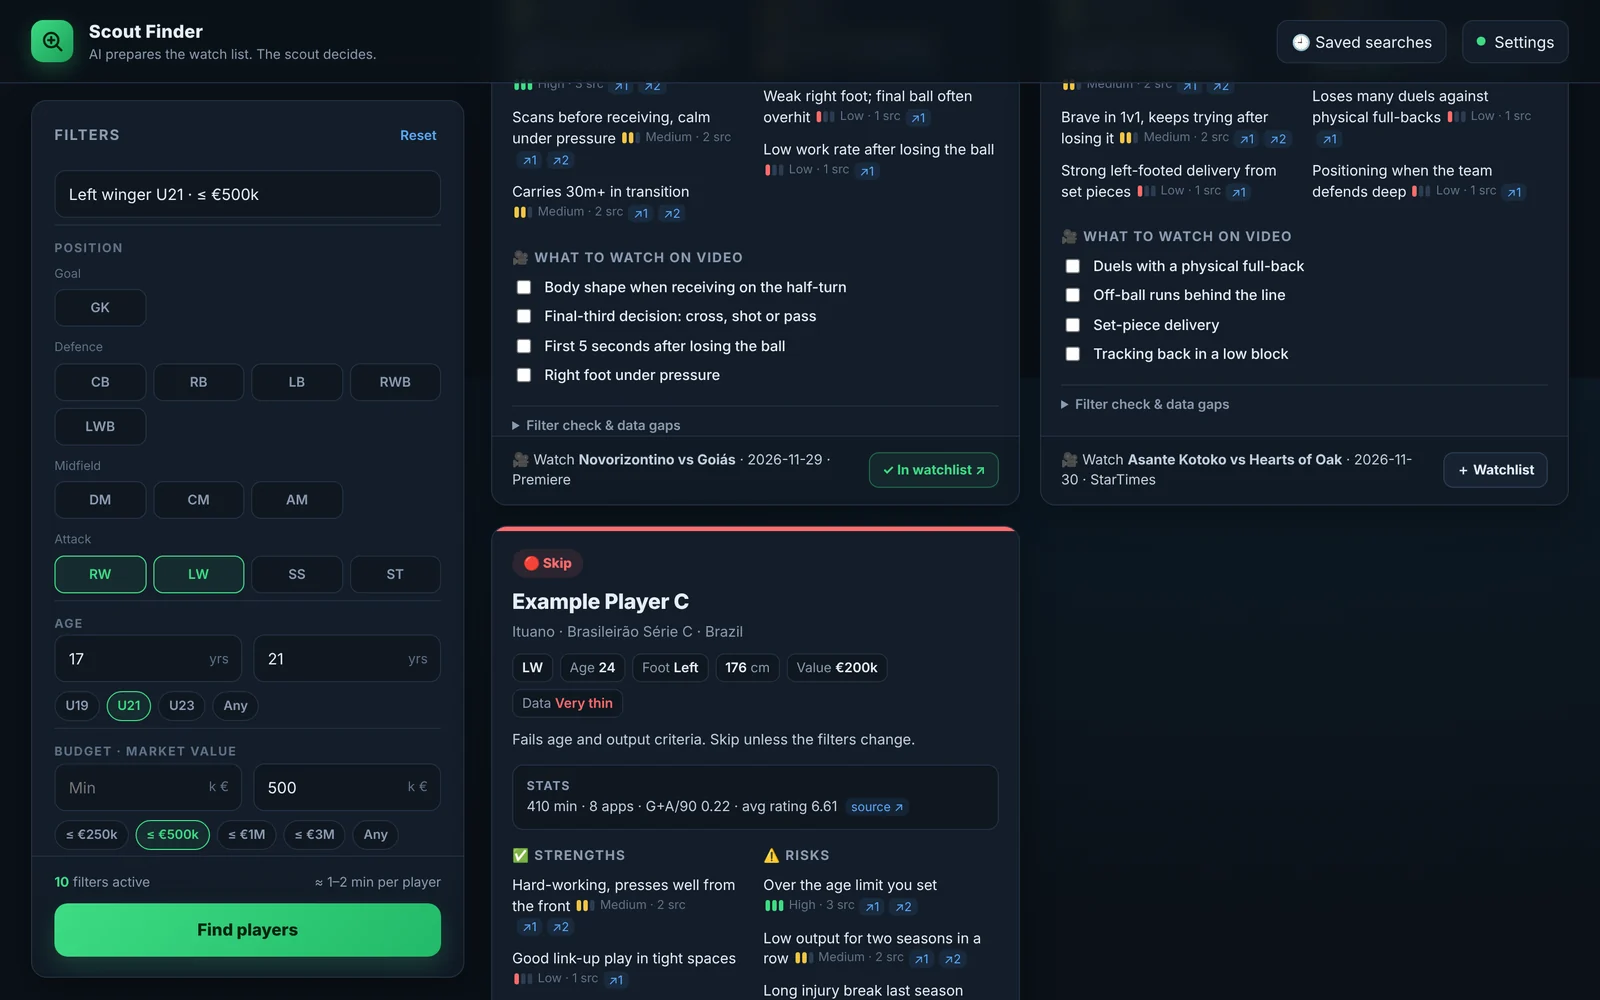 Scout Finder
AI prepares the watch list. The scout decides.
🕘 Saved searches
Settings
FILTERS
Reset
Left winger U21 · ≤ €500k
POSITION
Goal
GK
Defence
CB RB LB RWB
LWB
Midfield
DM CM AM
Attack
RW LW SS ST
AGE
17 yrs 21 yrs
U19 U21 U23 Any
BUDGET · MARKET VALUE
Min k € 500 k €
≤ €250k ≤ €500k ≤ €1M ≤ €3M Any
10 filters active ≈ 1–2 min per player
Find players
High · 3 src ↗1 ↗2
Scans before receiving, calm
under pressure Medium · 2 src
↗1 ↗2
Carries 30m+ in transition
Medium · 2 src ↗1 ↗2
Weak right foot; final ball often
overhit Low · 1 src ↗1
Low work rate after losing the ball
Low · 1 src ↗1
🎥 WHAT TO WATCH ON VIDEO
Body shape when receiving on the half-turn
Final-third decision: cross, shot or pass
First 5 seconds after losing the ball
Right foot under pressure
▶ Filter check & data gaps
🎥 Watch Novorizontino vs Goiás · 2026-11-29 ·
Premiere
✓ In watchlist ↗
Medium · 2 src ↗1 ↗2
Brave in 1v1, keeps trying after
losing it Medium · 2 src ↗1 ↗2
Strong left-footed delivery from
set pieces Low · 1 src ↗1
Loses many duels against
physical full-backs Low · 1 src
↗1
Positioning when the team
defends deep Low · 1 src ↗1
🎥 WHAT TO WATCH ON VIDEO
Duels with a physical full-back
Off-ball runs behind the line
Set-piece delivery
Tracking back in a low block
▶ Filter check & data gaps
🎥 Watch Asante Kotoko vs Hearts of Oak · 2026-11-
30 · StarTimes
+ Watchlist
🔴 Skip
Example Player C
Ituano · Brasileirão Série C · Brazil
LW Age 24 Foot Left 176 cm Value €200k
Data Very thin
Fails age and output criteria. Skip unless the filters change.
STATS
410 min · 8 apps · G+A/90 0.22 · avg rating 6.61 source ↗
✅ STRENGTHS
Hard-working, presses well from
the front Medium · 2 src
↗1 ↗2
Good link-up play in tight spaces
Low · 1 src ↗1
⚠️ RISKS
Over the age limit you set
High · 3 src ↗1 ↗2
Low output for two seasons in a
row Medium · 2 src ↗1 ↗2
Long injury break last season